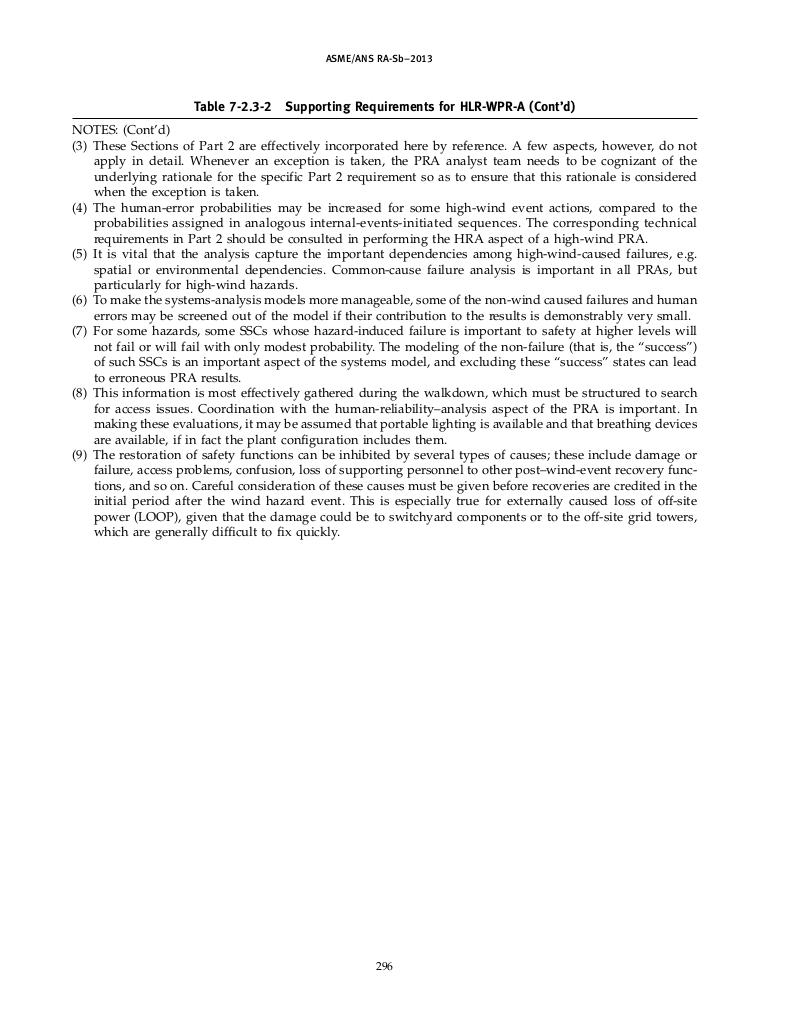 ASME/ANS RA-Sb–2013
Table 7-2.3-2 Supporting Requirements for HLR-WPR-A (Cont’d)
NOTES: (Cont’d)
(3) These Sections of Part 2 are effectively incorporated here by reference. A few aspects, however, do not
apply in detail. Whenever an exception is taken, the PRA analyst team needs to be cognizant of the
underlying rationale for the specific Part 2 requirement so as to ensure that this rationale is considered
when the exception is taken.
(4) The human-error probabilities may be increased for some high-wind event actions, compared to the
probabilities assigned in analogous internal-events-initiated sequences. The corresponding technical
requirements in Part 2 should be consulted in performing the HRA aspect of a high-wind PRA.
(5) It is vital that the analysis capture the important dependencies among high-wind-caused failures, e.g.
spatial or environmental dependencies. Common-cause failure analysis is important in all PRAs, but
particularly for high-wind hazards.
(6) To make the systems-analysis models more manageable, some of the non-wind caused failures and human
errors may be screened out of the model if their contribution to the results is demonstrably very small.
(7) For some hazards, some SSCs whose hazard-induced failure is important to safety at higher levels will
not fail or will fail with only modest probability. The modeling of the non-failure (that is, the “success”)
of such SSCs is an important aspect of the systems model, and excluding these “success” states can lead
to erroneous PRA results.
(8) This information is most effectively gathered during the walkdown, which must be structured to search
for access issues. Coordination with the human-reliability–analysis aspect of the PRA is important. In
making these evaluations, it may be assumed that portable lighting is available and that breathing devices
are available, if in fact the plant configuration includes them.
(9) The restoration of safety functions can be inhibited by several types of causes; these include damage or
failure, access problems, confusion, loss of supporting personnel to other post–wind-event recovery func-
tions, and so on. Careful consideration of these causes must be given before recoveries are credited in the
initial period after the wind hazard event. This is especially true for externally caused loss of off-site
power (LOOP), given that the damage could be to switchyard components or to the off-site grid towers,
which are generally difficult to fix quickly.
296